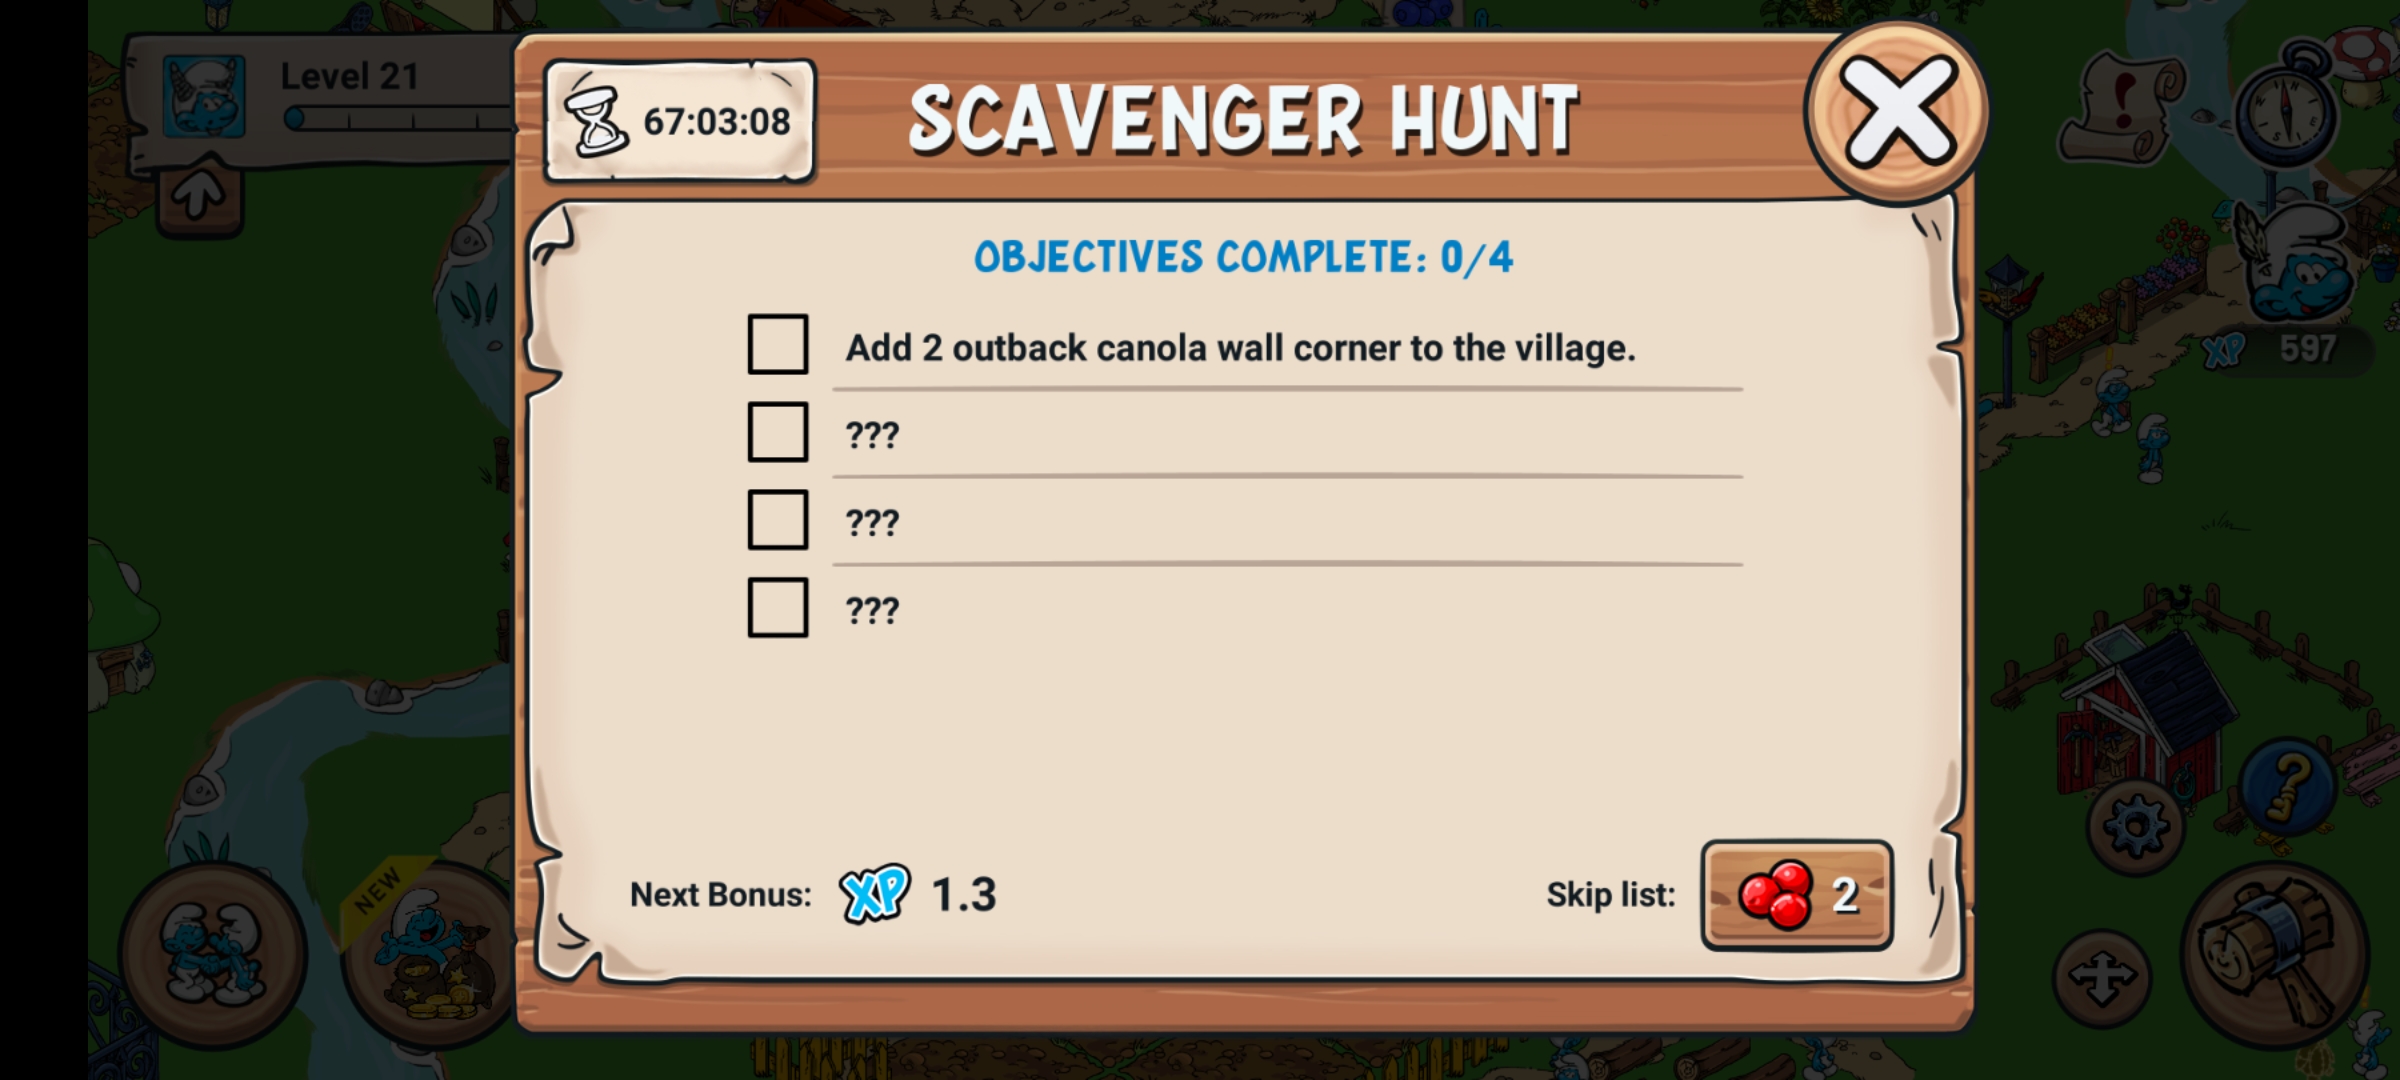 Level 21
67:03:08
SCAVENGER HUNT
OBJECTIVES COMPLETE: 0/4
Add 2 outback canola wall corner to the village.
???
???
???
XP 597
NEW
Next Bonus: XP 1.3
Skip list: 2